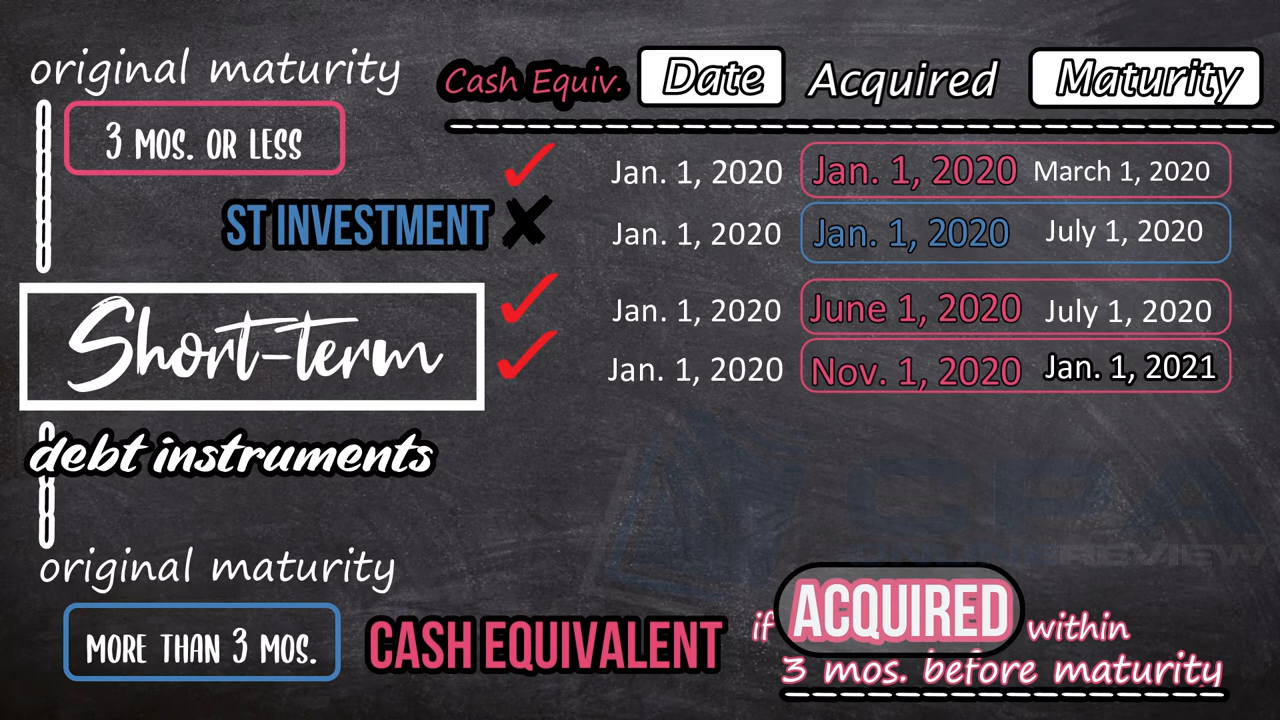 original maturity
3 MOS. OR LESS
Cash Equiv. Date Acquired Maturity
Jan. 1, 2020 Jan. 1, 2020 March 1, 2020
ST INVESTMENT Jan. 1, 2020 Jan. 1, 2020 July 1, 2020
Jan. 1, 2020 June 1, 2020 July 1, 2020
Jan. 1, 2020 Nov. 1, 2020 Jan. 1, 2021
Short-term
debt instruments
original maturity
MORE THAN 3 MOS.
CASH EQUIVALENT
if ACQUIRED within
3 mos. before maturity
CPA
ONLINE REVIEW